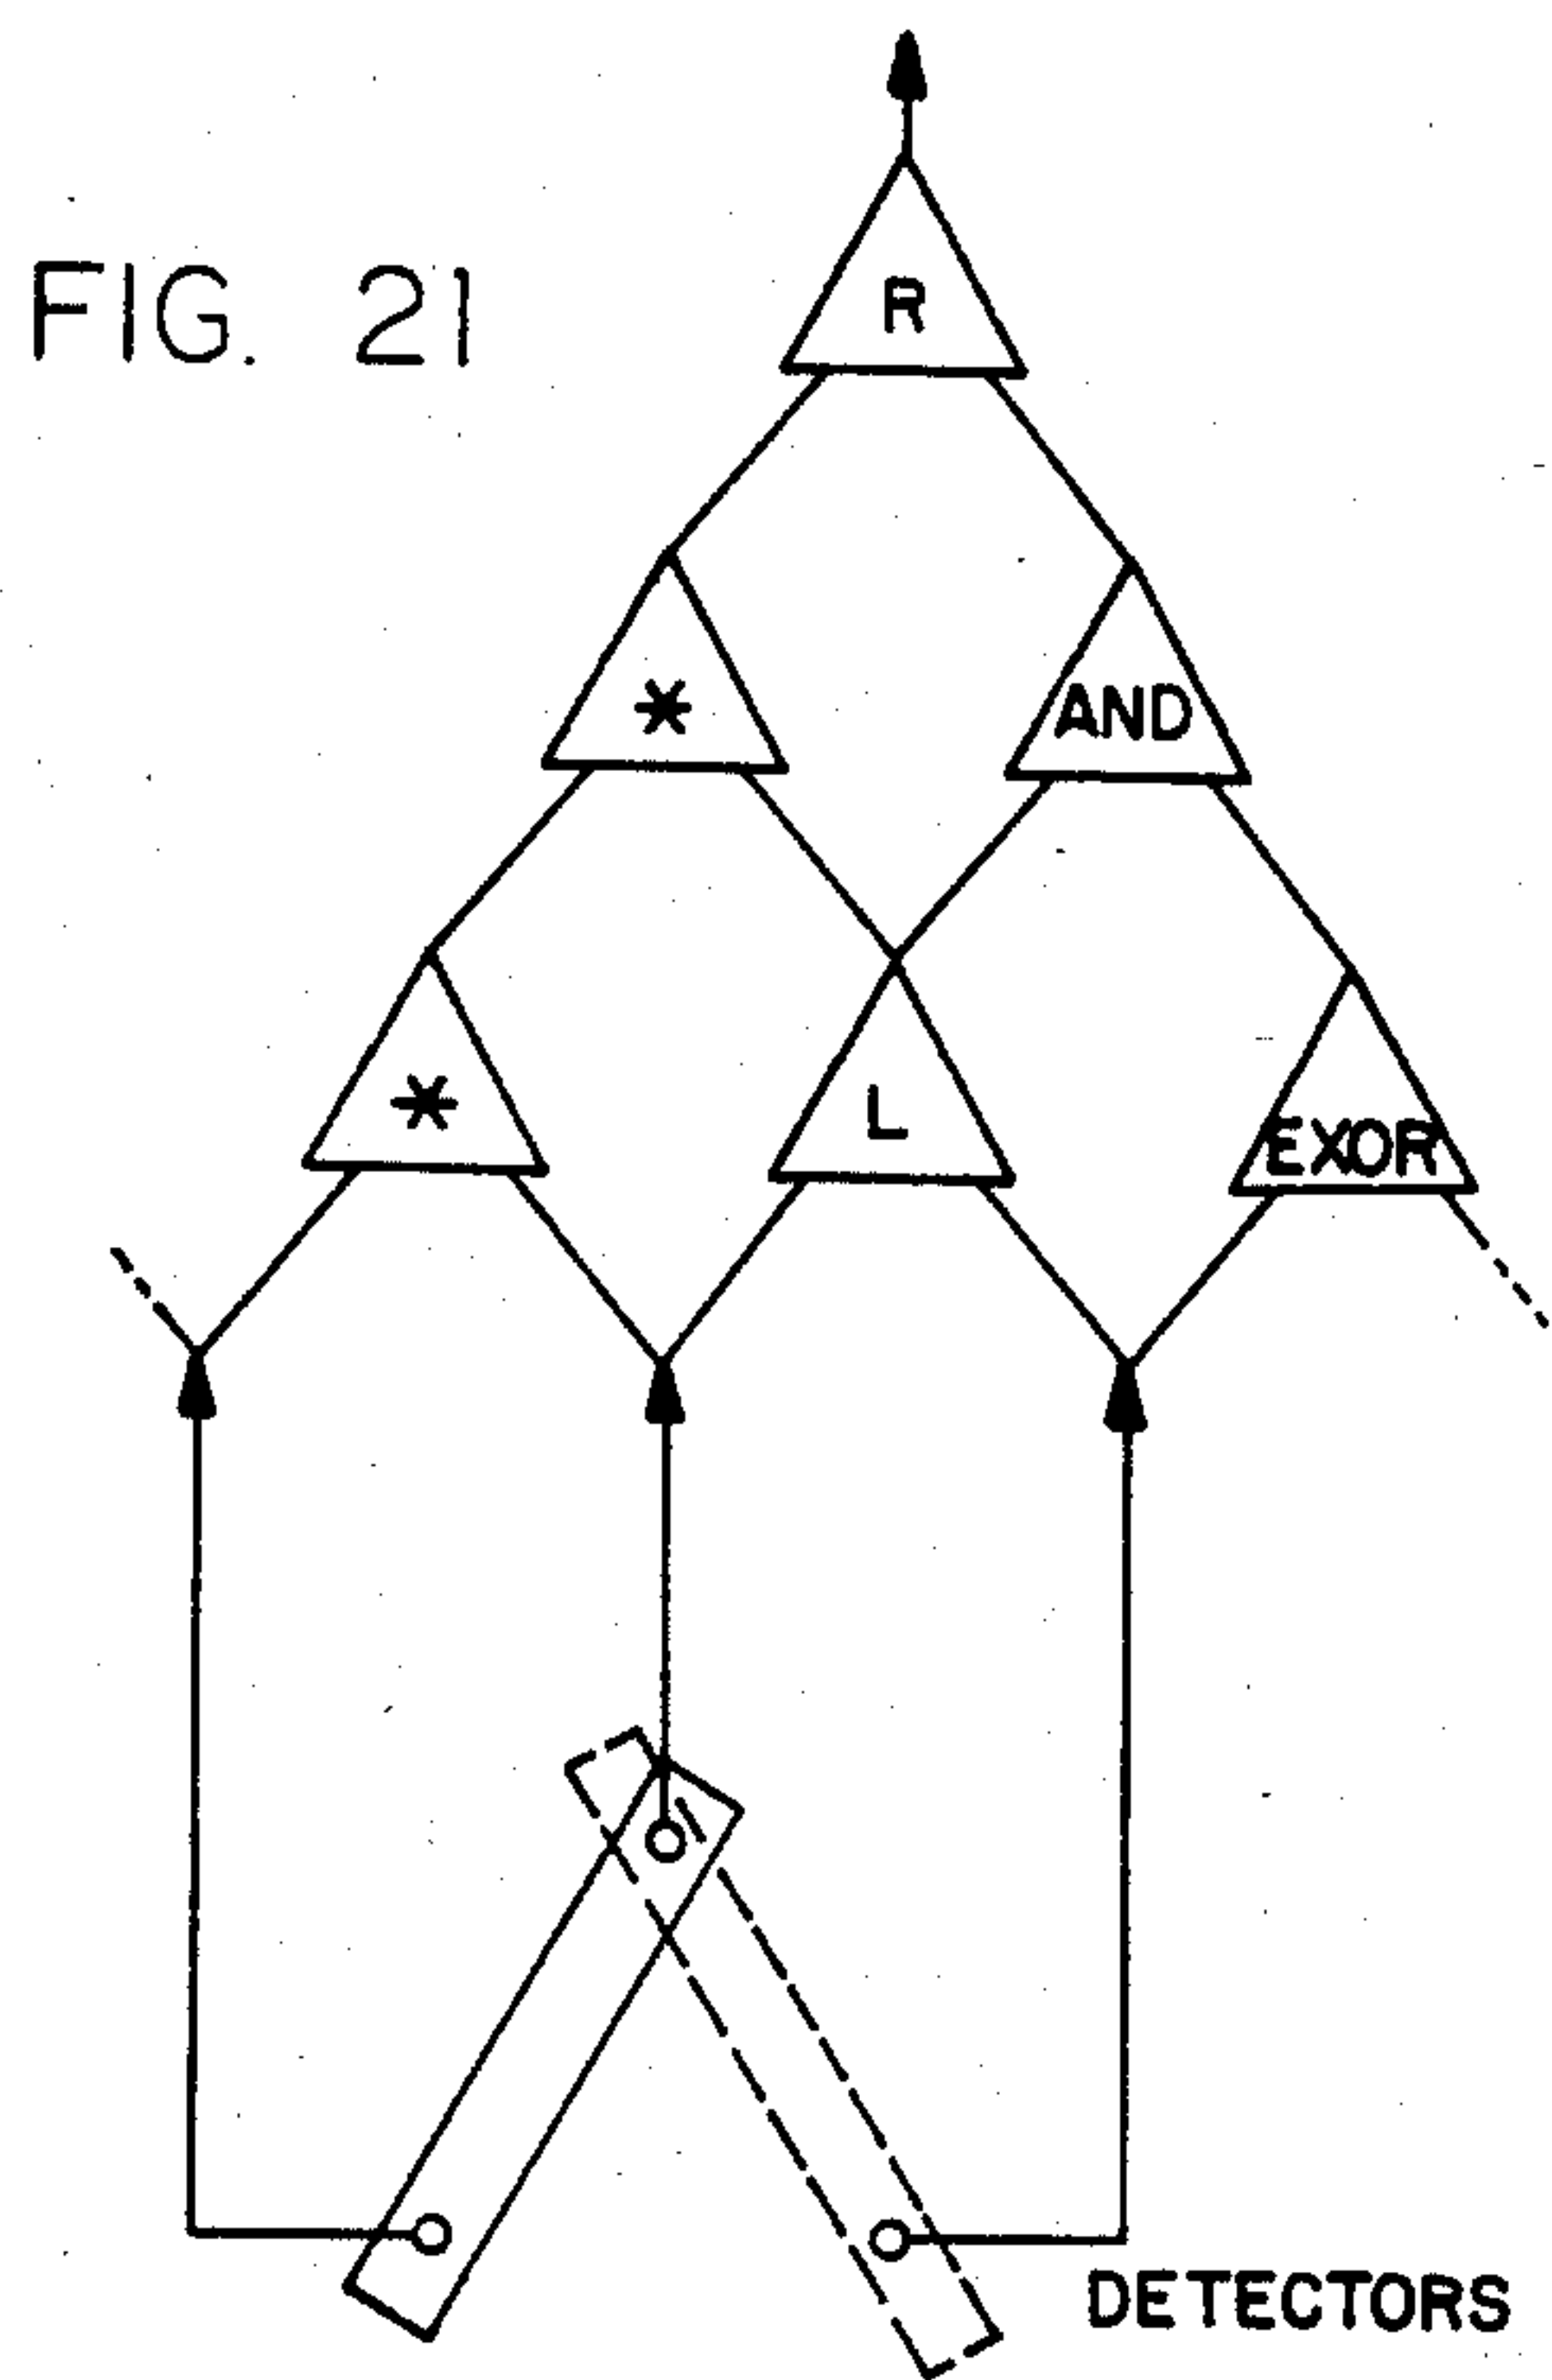 FIG. 21
R
* AND
* L EXOR
DETECTORS